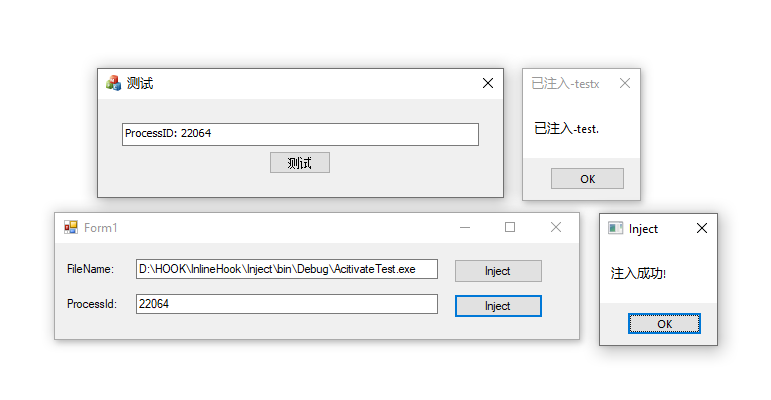 测试
ProcessID: 22064
测试
已注入-testx
已注入-test.
OK
Form1
FileName:
D:\HOOK\InlineHook\Inject\bin\Debug\AcitivateTest.exe
Inject
ProcessId:
22064
Inject
Inject
注入成功!
OK